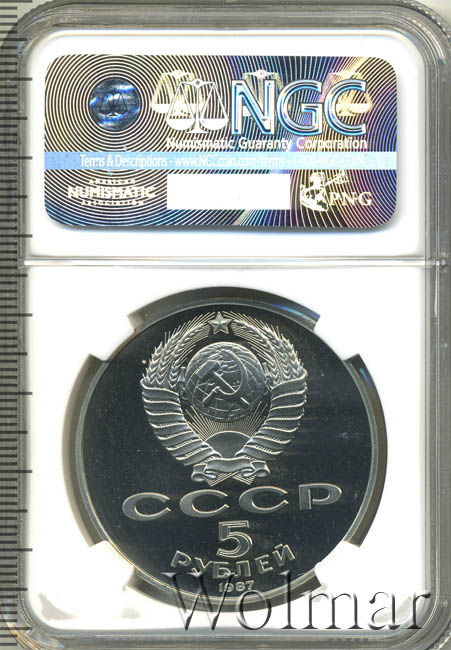 NGC
Numismatic Guaranty Corporation
Terms & Descriptions - www.NGCcoin.com/terms - 1-800-NGC-COIN
NUMISMATIC
PNG
СССР
5
РУБЛЕЙ
1987
Wolmar